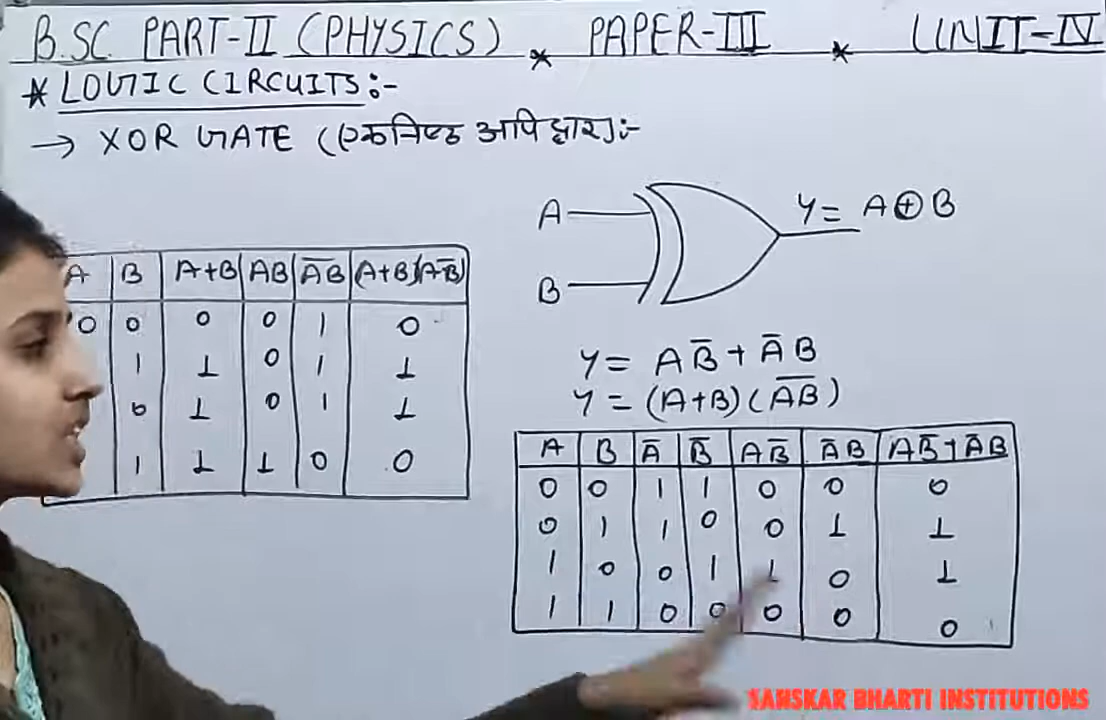 B.SC. PART-II (PHYSICS) * PAPER-III * UNIT-IV
* LOGIC CIRCUITS:-
→ XOR GATE (एकनिष्ठ अपि द्वार):-
A
Y= A⊕B
B
A B A+B AB A̅B̅ (A+B)(A̅B̅)
0 0 0 0 1 0
1 1 0 1 1
0 1 0 1 1
1 1 1 0 0
Y= AB̅ + A̅B
Y= (A+B)(A̅B̅)
A B A̅ B̅ AB̅ A̅B AB̅+A̅B
0 0 1 1 0 0 0
0 1 1 0 0 1 1
1 0 0 1 1 0 1
1 1 0 0 0 0 0
SANSKAR BHARTI INSTITUTIONS